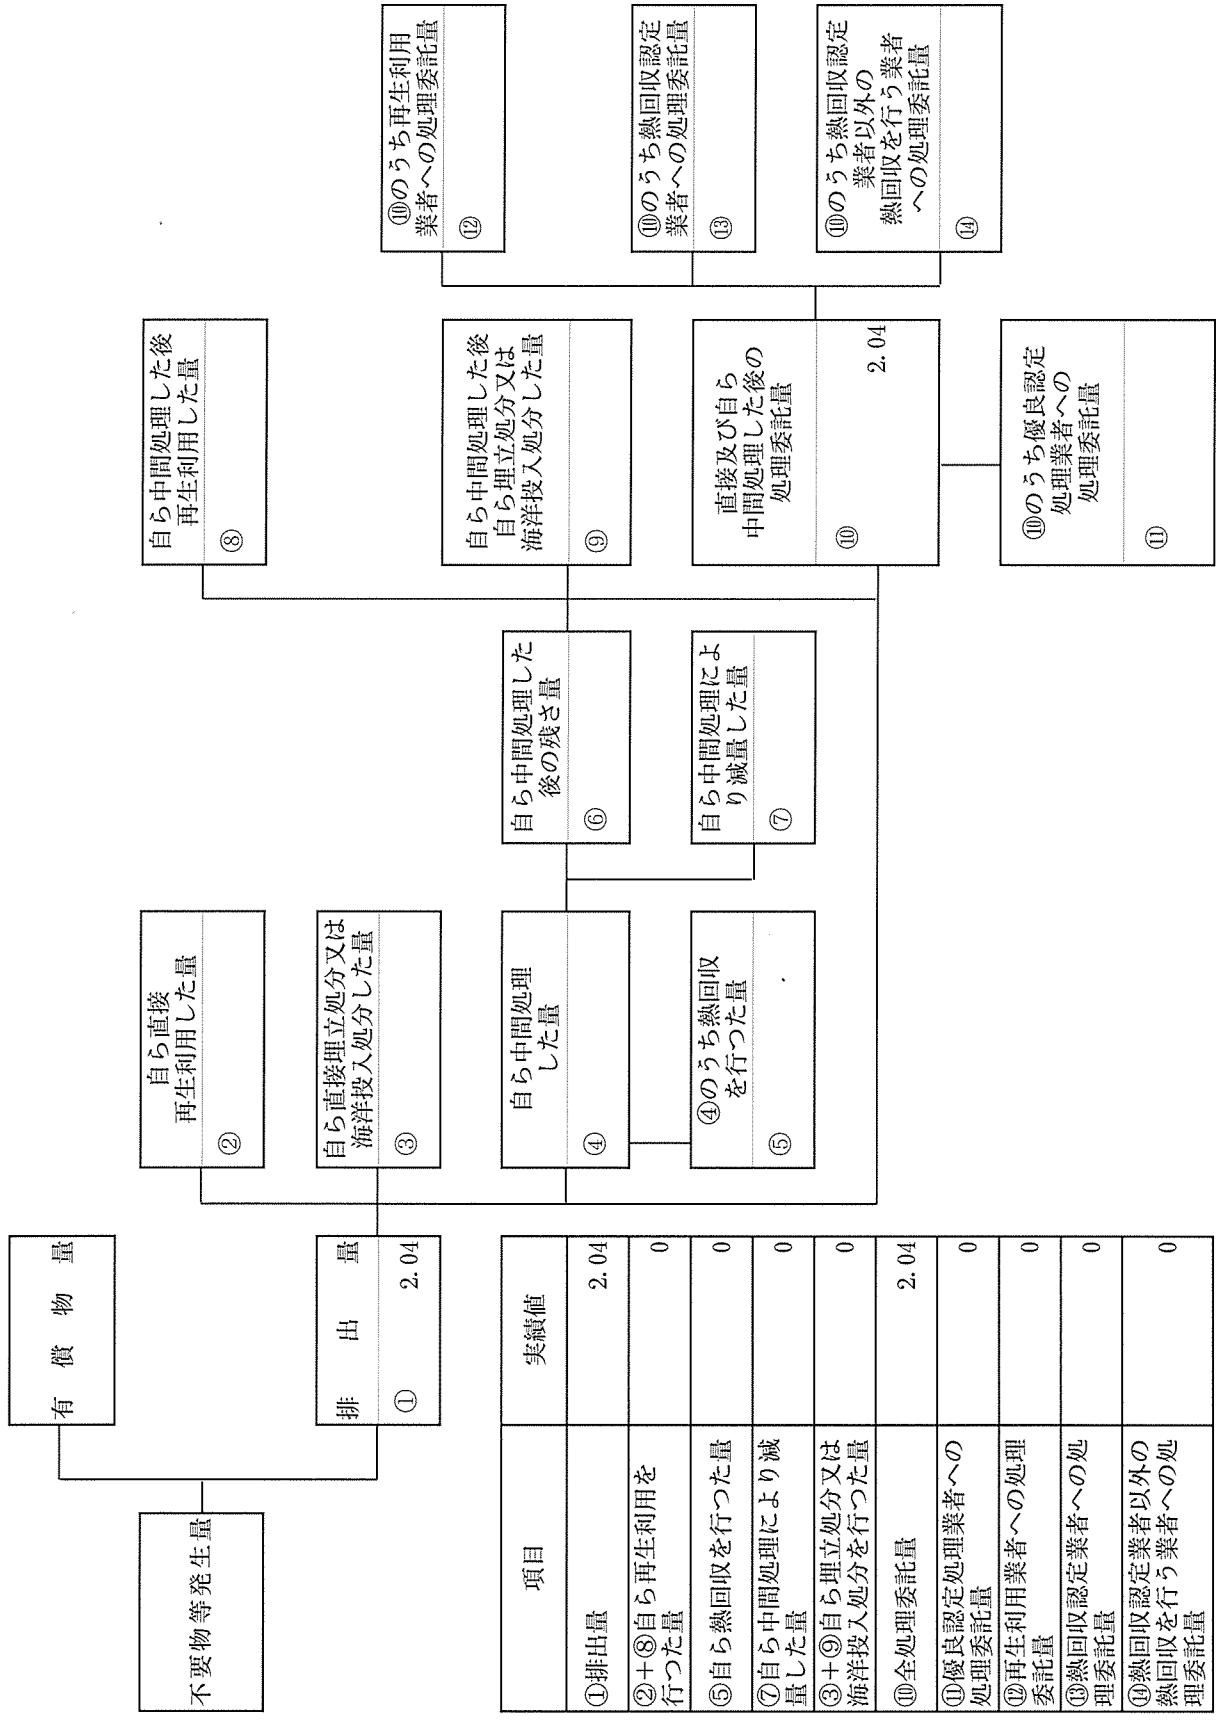 不要物等発生量
有償物量
排出量
① 2.04
自ら直接
再生利用した量
②
自ら直接埋立処分又は
海洋投入処分した量
③
自ら中間処理
した量
④
④のうち熱回収
を行つた量
⑤
自ら中間処理した
後の残さ量
⑥
自ら中間処理によ
り減量した量
⑦
自ら中間処理した後
再生利用した量
⑧
自ら中間処理した後
自ら埋立処分又は
海洋投入処分した量
⑨
直接及び自ら
中間処理した後の
処理委託量
⑩ 2.04
⑩のうち優良認定
処理業者への
処理委託量
⑪
⑩のうち再生利用
業者への処理委託量
⑫
⑩のうち熱回収認定
業者への処理委託量
⑬
⑩のうち熱回収認定
業者以外の
熱回収を行う業者
への処理委託量
⑭
項目 実績値
①排出量 2.04
②+⑧自ら再生利用を
行つた量 0
⑤自ら熱回収を行つた量 0
⑦自ら中間処理により減
量した量 0
③+⑨自ら埋立処分又は
海洋投入処分を行つた量 0
⑩全処理委託量 2.04
⑪優良認定処理業者への
処理委託量 0
⑫再生利用業者への処理
委託量 0
⑬熱回収認定業者への処
理委託量 0
⑭熱回収認定業者以外の
熱回収を行う業者への処
理委託量 0